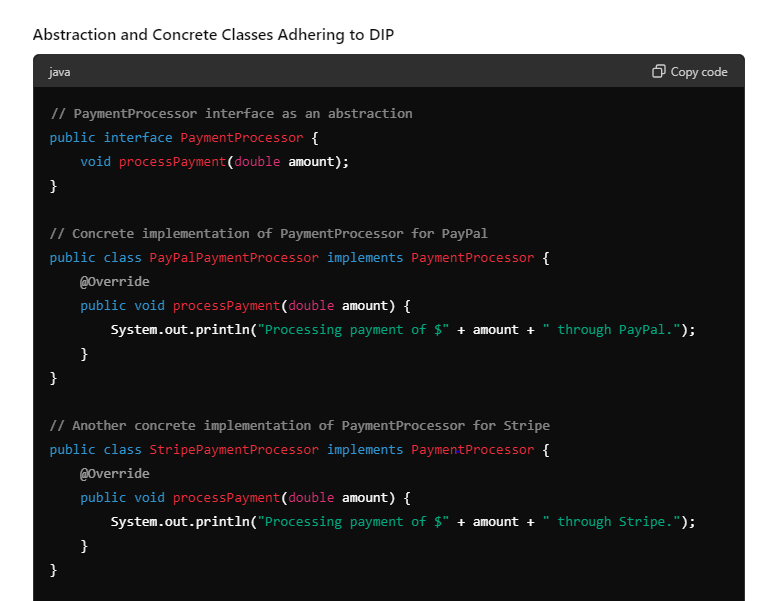 Abstraction and Concrete Classes Adhering to DIP
java
Copy code
// PaymentProcessor interface as an abstraction
public interface PaymentProcessor {
    void processPayment(double amount);
}
// Concrete implementation of PaymentProcessor for PayPal
public class PayPalPaymentProcessor implements PaymentProcessor {
    @Override
    public void processPayment(double amount) {
        System.out.println("Processing payment of $" + amount + " through PayPal.");
    }
}
// Another concrete implementation of PaymentProcessor for Stripe
public class StripePaymentProcessor implements PaymentProcessor {
    @Override
    public void processPayment(double amount) {
        System.out.println("Processing payment of $" + amount + " through Stripe.");
    }
}